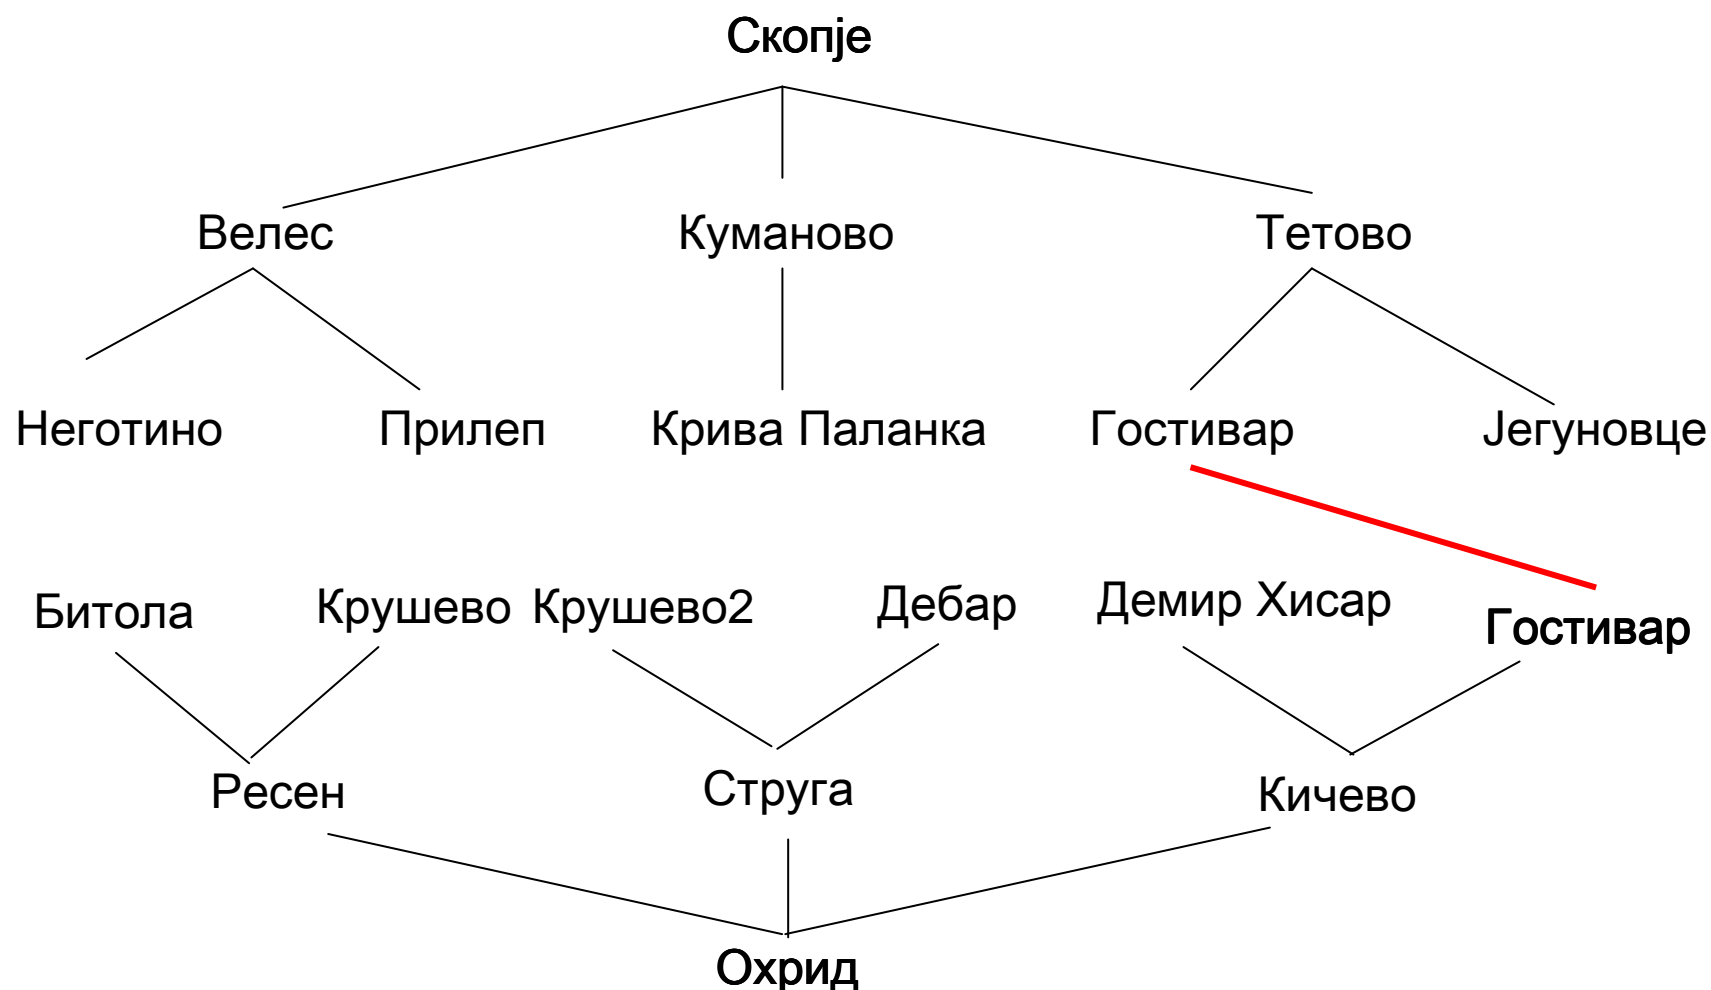 Скопје
Велес Куманово Тетово
Неготино Прилеп Крива Паланка Гостивар Јегуновце
Битола Крушево Крушево2 Дебар Демир Хисар Гостивар
Ресен Струга Кичево
Охрид